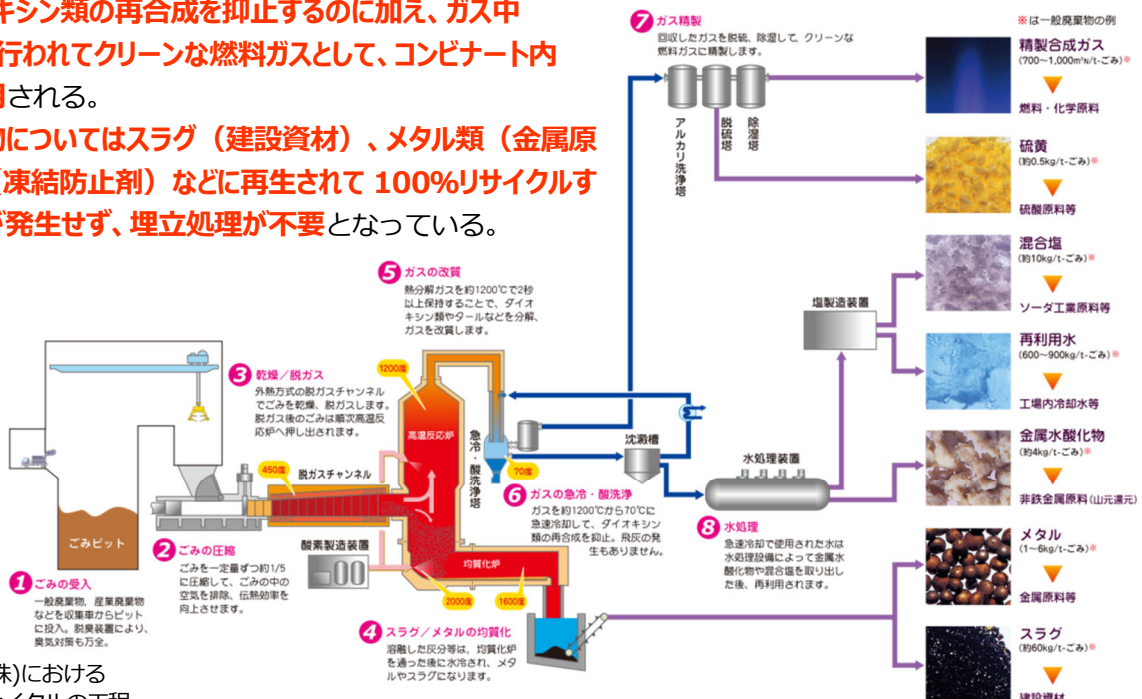 キシン類の再合成を抑止するのに加え、ガス中
行われてクリーンな燃料ガスとして、コンビナート内
される。
についてはスラグ（建設資材）、メタル類（金属原
凍結防止剤）などに再生されて 100%リサイクルす
発生せず、埋立処理が不要となっている。
7 ガス精製
回収したガスを脱硫、除湿して、クリーンな
燃料ガスに精製します。
アルカリ洗浄塔
脱硫塔
除湿塔
※は一般廃棄物の例
精製合成ガス
(700～1,000m³N/t-ごみ)※
燃料・化学原料
硫黄
(約0.5kg/t-ごみ)※
硫酸原料等
混合塩
(約10kg/t-ごみ)※
ソーダ工業原料等
再利用水
(600～900kg/t-ごみ)※
工場内冷却水等
金属水酸化物
(約4kg/t-ごみ)※
非鉄金属原料(山元還元)
メタル
(1～6kg/t-ごみ)※
金属原料等
スラグ
(約60kg/t-ごみ)※
建設資材
5 ガスの改質
熱分解ガスを約1200℃で2秒
以上保持することで、ダイオ
キシン類やタールなどを分解、
ガスを改質します。
塩製造装置
3 乾燥／脱ガス
外熱方式の脱ガスチャンネル
でごみを乾燥、脱ガスします。
脱ガス後のごみは順次高温反
応炉へ押し出されます。
1200度
高温反応炉
急冷・酸洗浄塔
70度
沈澱槽
水処理装置
450度
脱ガスチャンネル
6 ガスの急冷・酸洗浄
ガスを約1200℃から70℃に
急速冷却して、ダイオキシン
類の再合成を抑止。飛灰の発
生もありません。
8 水処理
急速冷却で使用された水は
水処理設備によって金属水
酸化物や混合塩を取り出し
た後、再利用されます。
ごみピット
2 ごみの圧縮
ごみを一定量ずつ約1/5
に圧縮して、ごみの中の
空気を排除、伝熱効率を
向上させます。
酸素製造装置
均質化炉
2000度
1600度
1 ごみの受入
一般廃棄物、産業廃棄物
などを収集車からピット
に投入。脱臭装置により、
臭気対策も万全。
4 スラグ／メタルの均質化
溶融した灰分等は、均質化炉
を通った後に水冷され、メタ
ルやスラグになります。
株)における